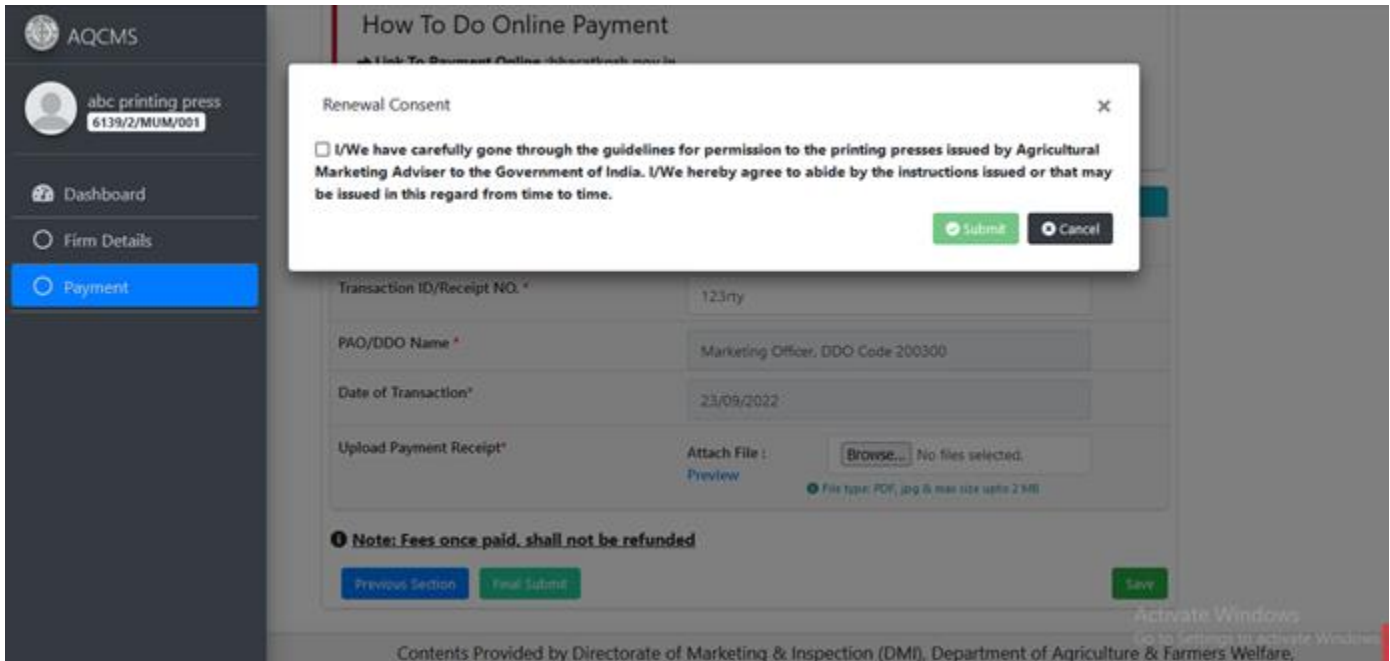 AQCMS
abc printing press
6139/2/MUM/001
Dashboard
Firm Details
Payment
How To Do Online Payment
Link To Payment Online :bharatkosh.gov.in
Renewal Consent
×
I/We have carefully gone through the guidelines for permission to the printing presses issued by Agricultural
Marketing Adviser to the Government of India. I/We hereby agree to abide by the instructions issued or that may
be issued in this regard from time to time.
Submit Cancel
Transaction ID/Receipt NO. * 123rty
PAO/DDO Name * Marketing Officer, DDO Code 200300
Date of Transaction* 23/09/2022
Upload Payment Receipt* Attach File : Browse... No files selected.
Preview File type: PDF, jpg & max size upto 2 MB
Note: Fees once paid, shall not be refunded
Previous Section Final Submit Save
Activate Windows
Go to Settings to activate Windows.
Contents Provided by Directorate of Marketing & Inspection (DMI), Department of Agriculture & Farmers Welfare,